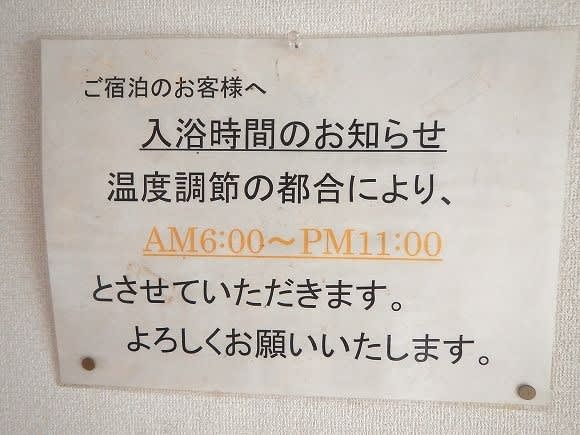 ご宿泊のお客様へ
入浴時間のお知らせ
温度調節の都合により、
AM6:00～PM11:00
とさせていただきます。
よろしくお願いいたします。